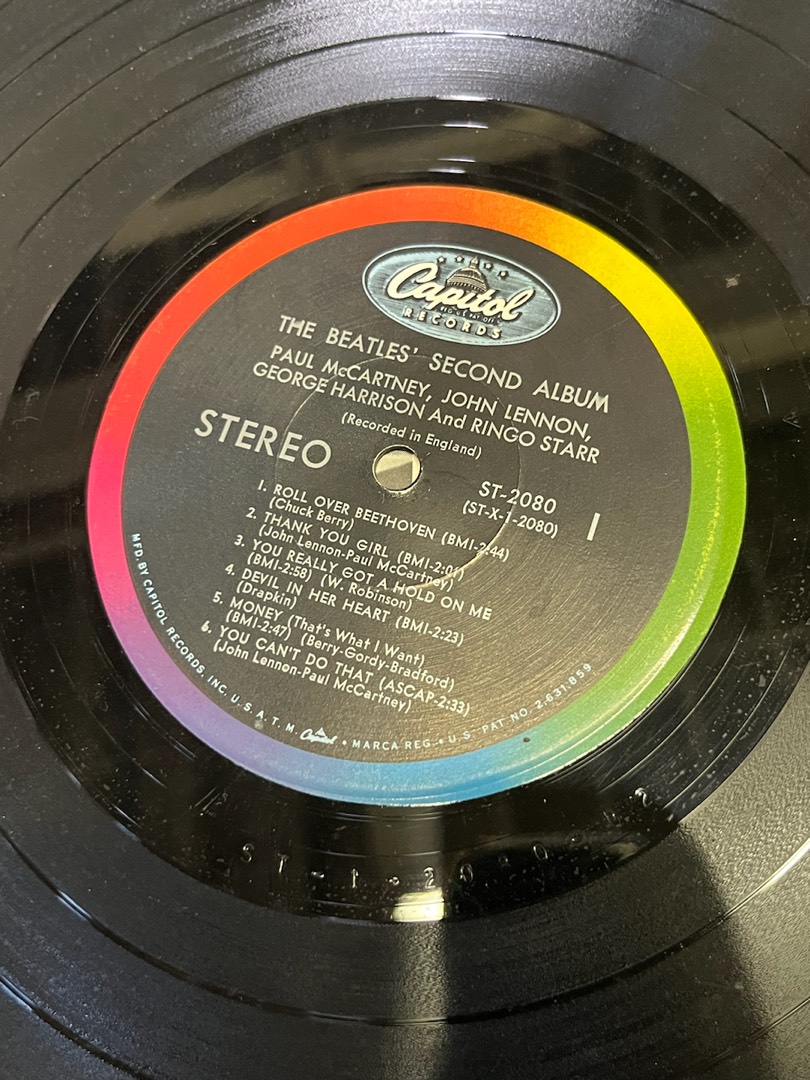 Capitol
RECORDS
THE BEATLES' SECOND ALBUM
PAUL McCARTNEY, JOHN LENNON,
GEORGE HARRISON And RINGO STARR
(Recorded in England)
STEREO
ST-2080
(ST-X-1-2080)
1
1. ROLL OVER BEETHOVEN (BMI-2:44)
(Chuck Berry)
2. THANK YOU GIRL (BMI-2:01)
(John Lennon-Paul McCartney)
3. YOU REALLY GOT A HOLD ON ME
(BMI-2:58) (W. Robinson)
4. DEVIL IN HER HEART (BMI-2:23)
(Drapkin)
5. MONEY (That's What I Want)
(BMI-2:47) (Berry-Gordy-Bradford)
6. YOU CAN'T DO THAT (ASCAP-2:33)
(John Lennon-Paul McCartney)
MFD. BY CAPITOL RECORDS, INC. U.S.A. T.M. Capitol • MARCA REG. • U.S. PAT. NO. 2,631,859